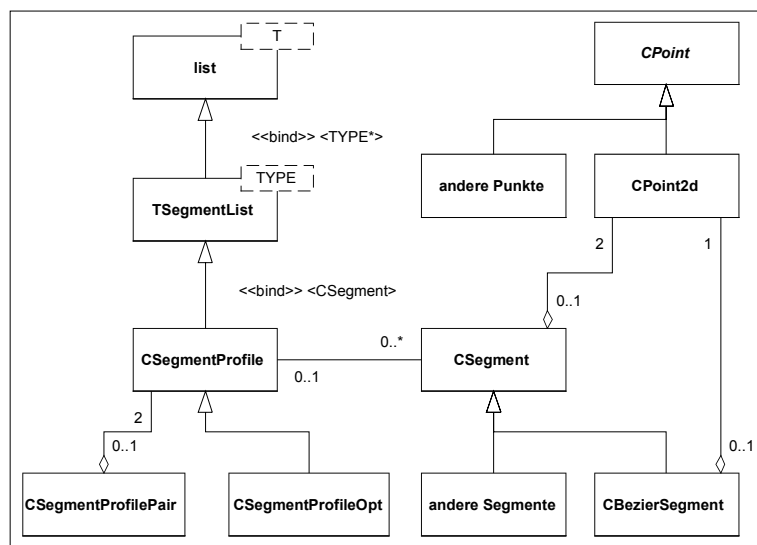 T
list
CPoint
<<bind>> <TYPE*>
TYPE
TSegmentList
andere Punkte
CPoint2d
2
1
<<bind>> <CSegment>
0..1
0..*
CSegmentProfile
CSegment
0..1
2
0..1
0..1
CSegmentProfilePair
CSegmentProfileOpt
andere Segmente
CBezierSegment